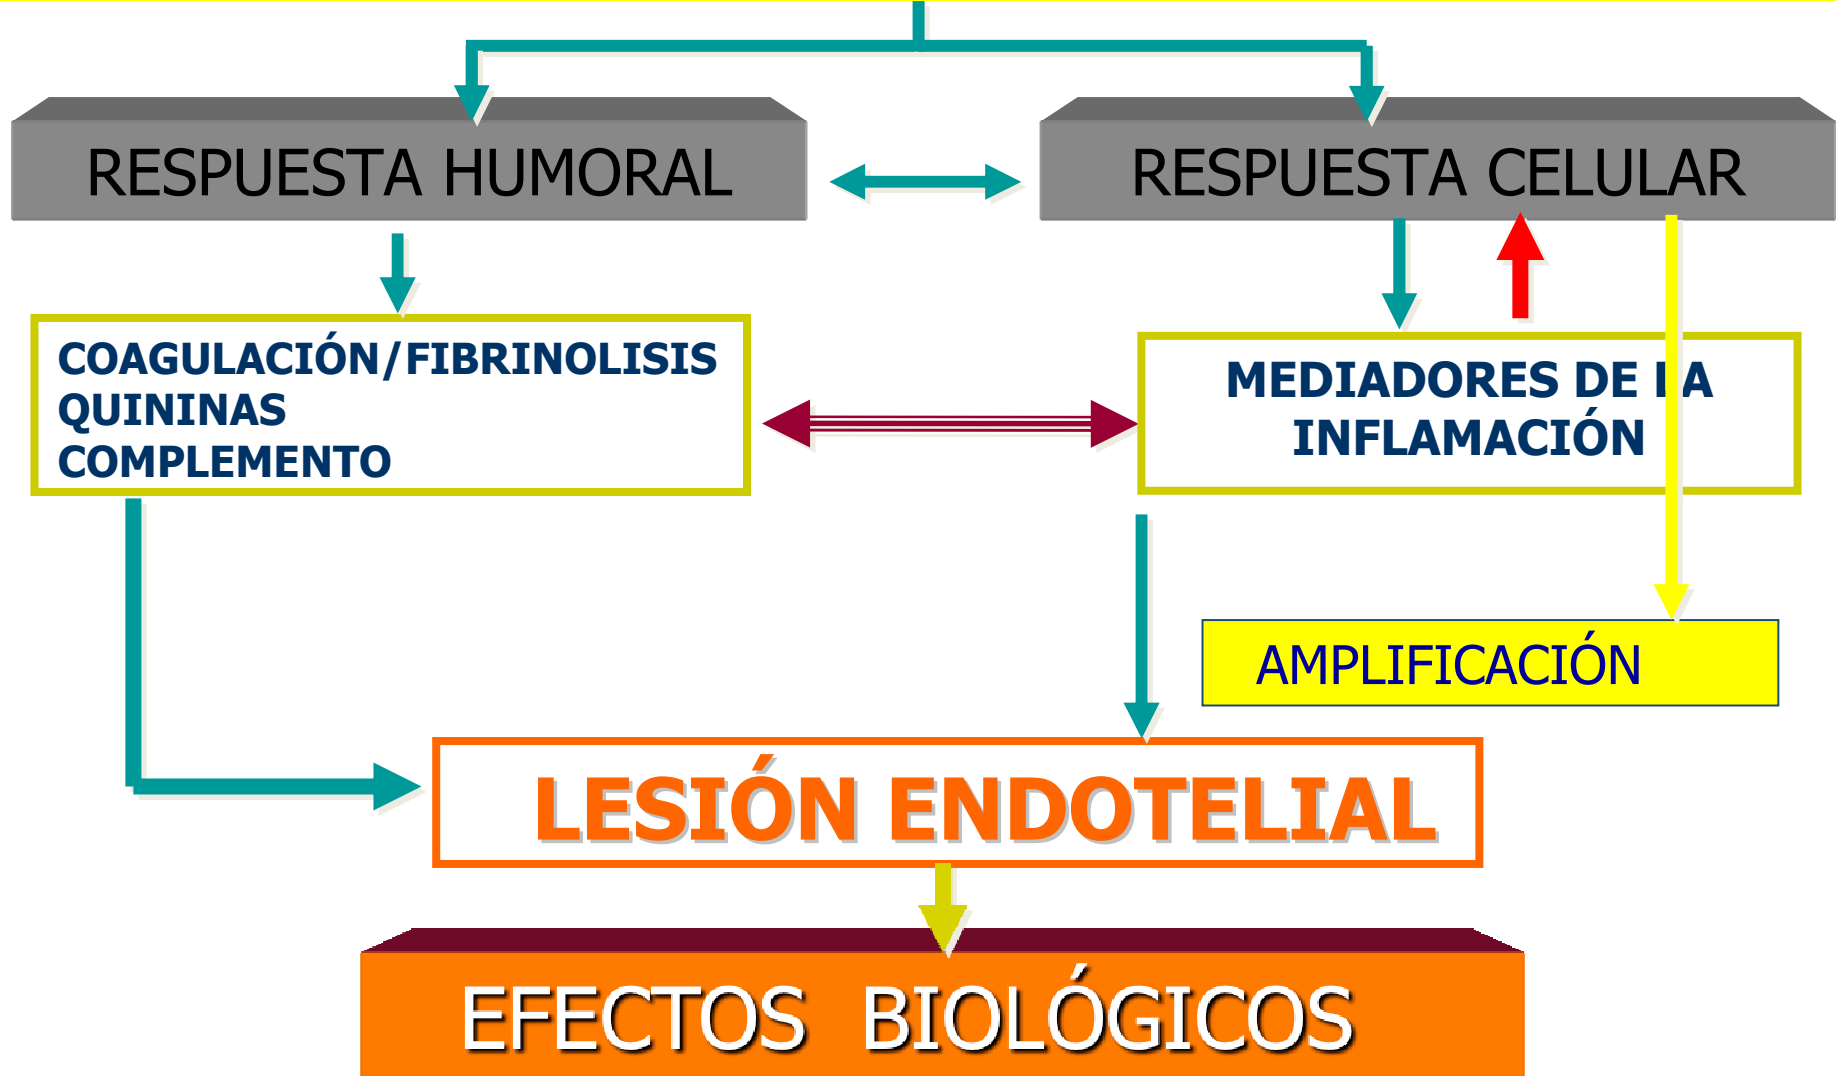 RESPUESTA HUMORAL
RESPUESTA CELULAR
COAGULACIÓN/FIBRINOLISIS
QUININAS
COMPLEMENTO
MEDIADORES DE LA
INFLAMACIÓN
AMPLIFICACIÓN
LESIÓN ENDOTELIAL
EFECTOS BIOLÓGICOS